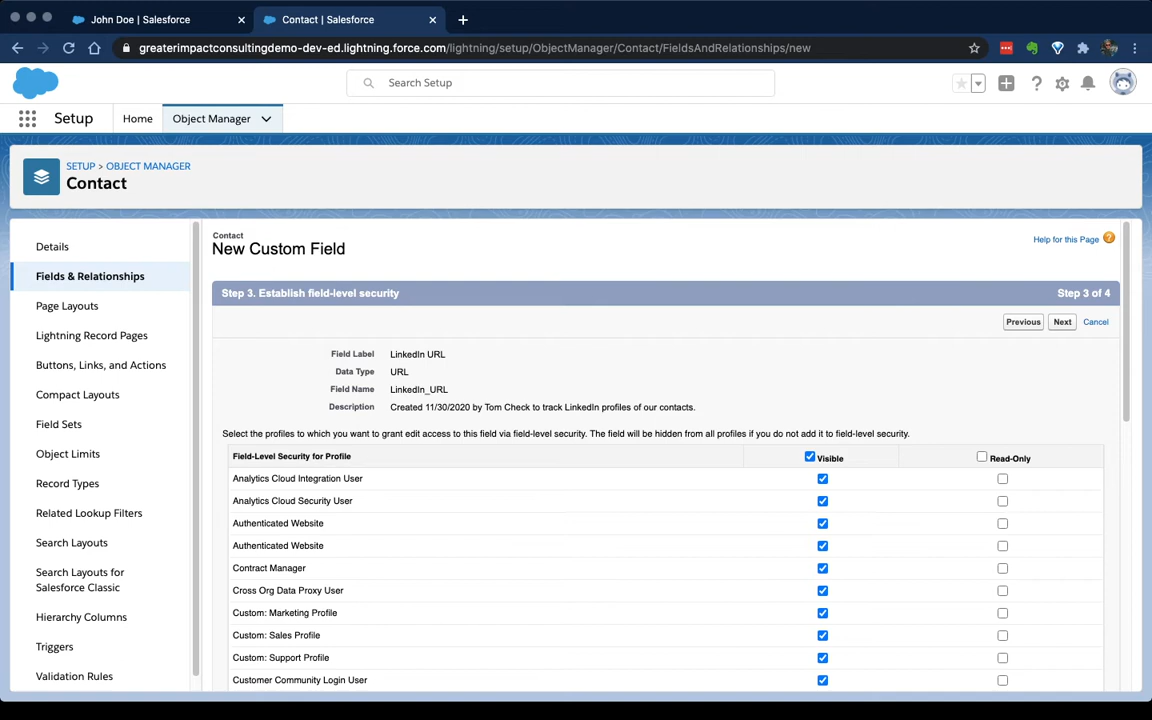 John Doe | Salesforce
Contact | Salesforce
greaterimpactconsultingdemo-dev-ed.lightning.force.com/lightning/setup/ObjectManager/Contact/FieldsAndRelationships/new
Search Setup
Setup
Home
Object Manager
SETUP > OBJECT MANAGER
Contact
Details
Fields & Relationships
Page Layouts
Lightning Record Pages
Buttons, Links, and Actions
Compact Layouts
Field Sets
Object Limits
Record Types
Related Lookup Filters
Search Layouts
Search Layouts for
Salesforce Classic
Hierarchy Columns
Triggers
Validation Rules
Contact
New Custom Field
Help for this Page ?
Step 3. Establish field-level security Step 3 of 4
Previous Next Cancel
Field Label LinkedIn URL
Data Type URL
Field Name LinkedIn_URL
Description Created 11/30/2020 by Tom Check to track LinkedIn profiles of our contacts.
Select the profiles to which you want to grant edit access to this field via field-level security. The field will be hidden from all profiles if you do not add it to field-level security.
Field-Level Security for Profile Visible Read-Only
Analytics Cloud Integration User
Analytics Cloud Security User
Authenticated Website
Authenticated Website
Contract Manager
Cross Org Data Proxy User
Custom: Marketing Profile
Custom: Sales Profile
Custom: Support Profile
Customer Community Login User